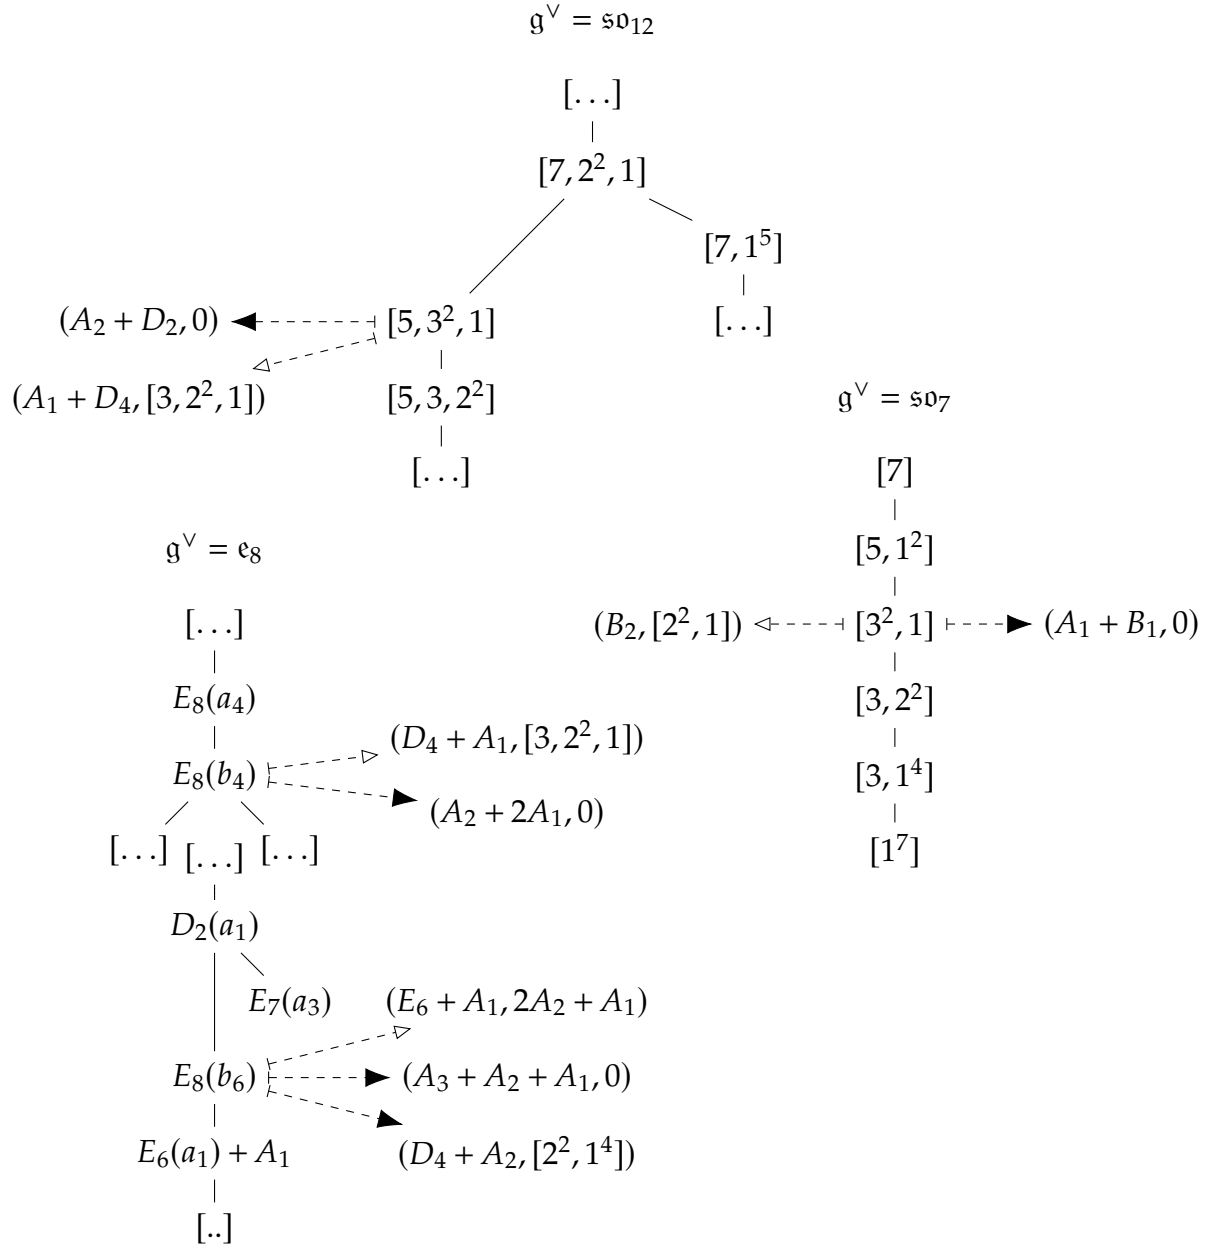 𝔤^∨ = 𝔰𝔬₁₂
[…]
[7, 2², 1]
[7, 1⁵]
(A₂ + D₂, 0) [5, 3², 1] […]
(A₁ + D₄, [3, 2², 1]) [5, 3, 2²]
[…]
𝔤^∨ = 𝔰𝔬₇
[7]
[5, 1²]
(B₂, [2², 1]) [3², 1] (A₁ + B₁, 0)
[3, 2²]
[3, 1⁴]
[1⁷]
𝔤^∨ = 𝔢₈
[…]
E₈(a₄)
(D₄ + A₁, [3, 2², 1])
E₈(b₄)
(A₂ + 2A₁, 0)
[…] […] […]
D₂(a₁)
E₇(a₃) (E₆ + A₁, 2A₂ + A₁)
E₈(b₆) (A₃ + A₂ + A₁, 0)
E₆(a₁) + A₁ (D₄ + A₂, [2², 1⁴])
[..]